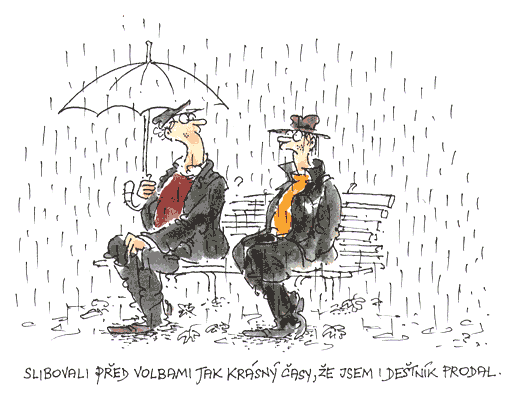 SLIBOVALI PŘED VOLBAMI JAK KRÁSNÝ ČASY, ŽE JSEM I DEŠTNÍK PRODAL.